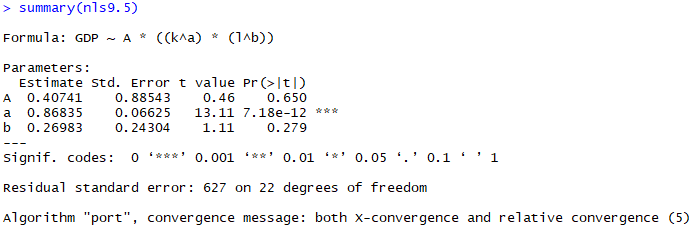 > summary(nls9.5)
Formula: GDP ~ A * ((k^a) * (l^b))
Parameters:
  Estimate Std. Error t value Pr(>|t|)
A  0.40741    0.88543    0.46    0.650
a  0.86835    0.06625   13.11 7.18e-12 ***
b  0.26983    0.24304    1.11    0.279
---
Signif. codes:  0 ‘***’ 0.001 ‘**’ 0.01 ‘*’ 0.05 ‘.’ 0.1 ‘ ’ 1
Residual standard error: 627 on 22 degrees of freedom
Algorithm "port", convergence message: both X-convergence and relative convergence (5)